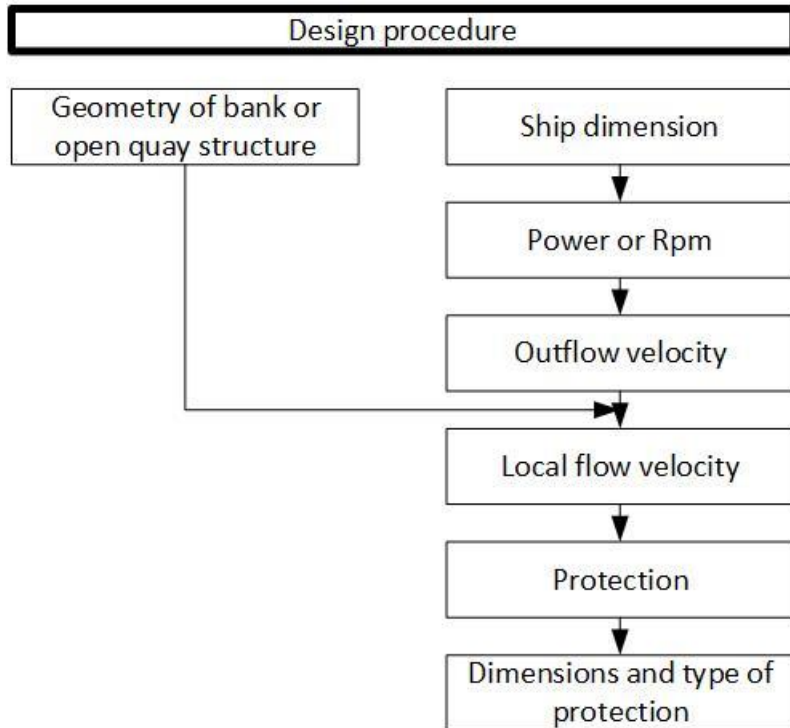 Design procedure
Geometry of bank or
open quay structure
Ship dimension
Power or Rpm
Outflow velocity
Local flow velocity
Protection
Dimensions and type of
protection